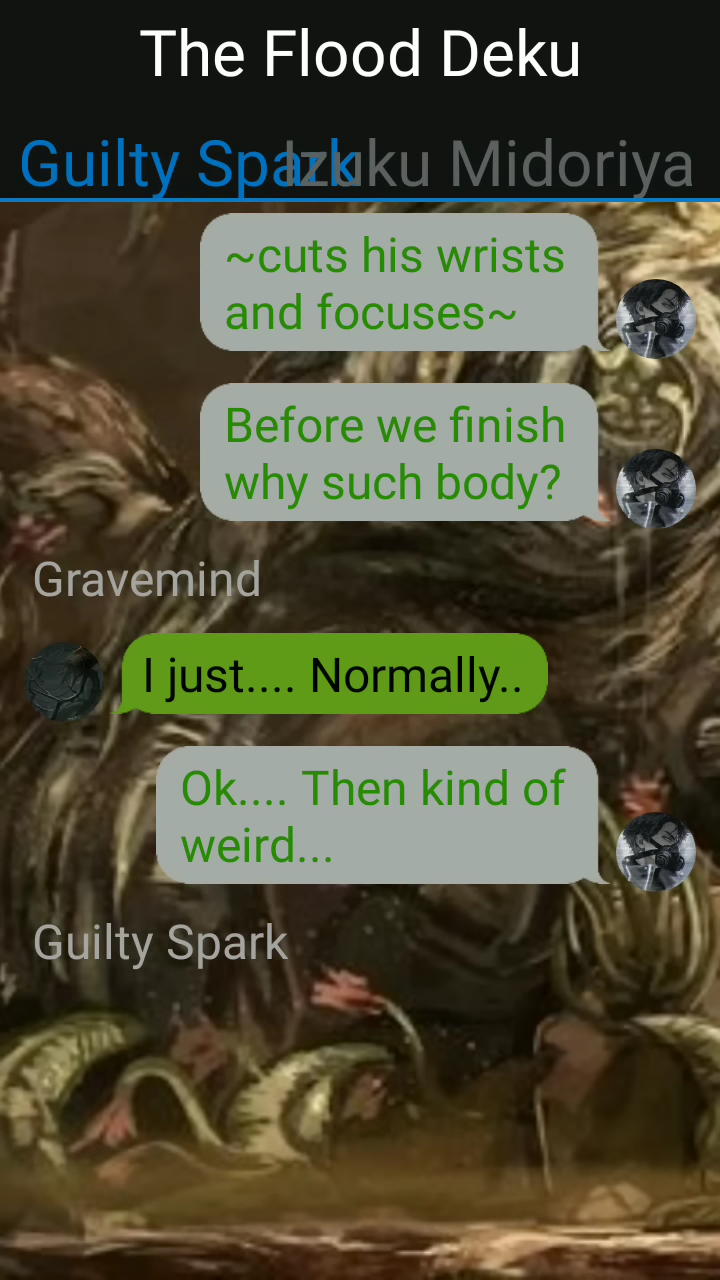 The Flood Deku
Guilty Spark Izuku Midoriya
~cuts his wrists
and focuses~
Before we finish
why such body?
Gravemind
I just.... Normally..
Ok.... Then kind of
weird...
Guilty Spark